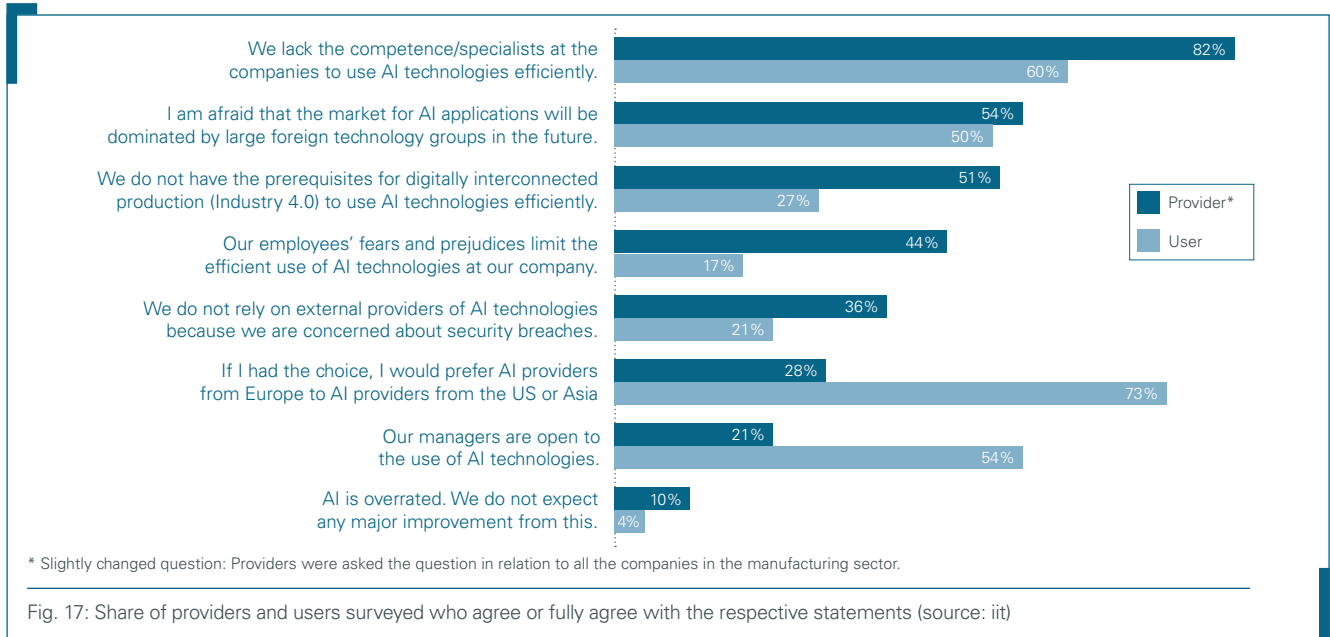 We lack the competence/specialists at the
companies to use AI technologies efficiently.
82%
60%
I am afraid that the market for AI applications will be
dominated by large foreign technology groups in the future.
54%
50%
We do not have the prerequisites for digitally interconnected
production (Industry 4.0) to use AI technologies efficiently.
51%
27%
Provider*
User
Our employees' fears and prejudices limit the
efficient use of AI technologies at our company.
44%
17%
We do not rely on external providers of AI technologies
because we are concerned about security breaches.
36%
21%
If I had the choice, I would prefer AI providers
from Europe to AI providers from the US or Asia
28%
73%
Our managers are open to
the use of AI technologies.
21%
54%
AI is overrated. We do not expect
any major improvement from this.
10%
4%
* Slightly changed question: Providers were asked the question in relation to all the companies in the manufacturing sector.
Fig. 17: Share of providers and users surveyed who agree or fully agree with the respective statements (source: iit)